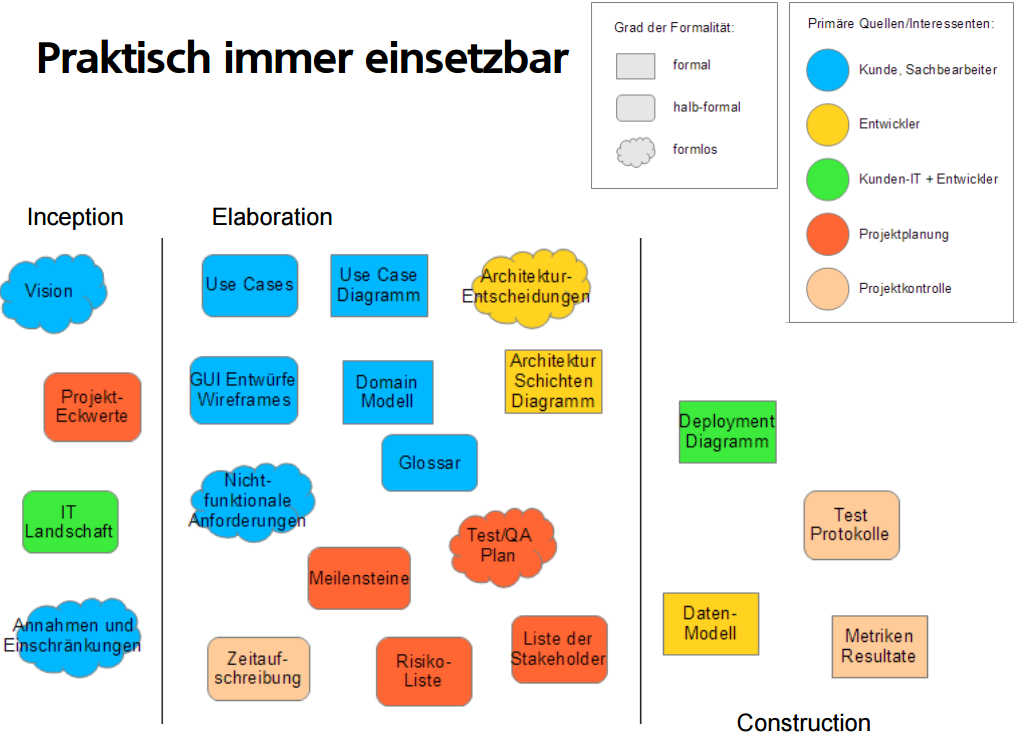 Praktisch immer einsetzbar
Grad der Formalität:
formal
halb-formal
formlos
Primäre Quellen/Interessenten:
Kunde, Sachbearbeiter
Entwickler
Kunden-IT + Entwickler
Projektplanung
Projektkontrolle
Inception
Vision
Projekt-
Eckwerte
IT
Landschaft
Annahmen und
Einschränkungen
Elaboration
Use Cases
Use Case
Diagramm
Architektur-
Entscheidungen
GUI Entwürfe
Wireframes
Domain
Modell
Architektur
Schichten
Diagramm
Glossar
Nicht-
funktionale
Anforderungen
Test/QA
Plan
Meilensteine
Zeitauf-
schreibung
Risiko-
Liste
Liste der
Stakeholder
Deployment
Diagramm
Test
Protokolle
Daten-
Modell
Metriken
Resultate
Construction